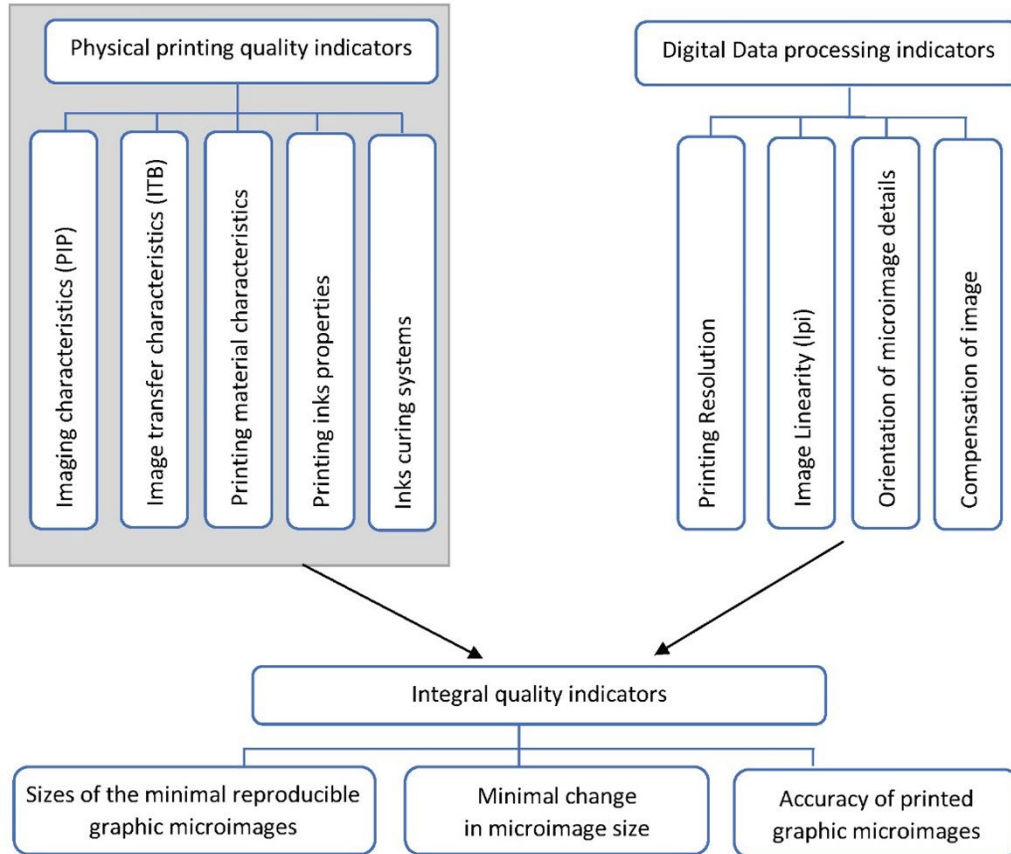 Physical printing quality indicators
Imaging characteristics (PIP)
Image transfer characteristics (ITB)
Printing material characteristics
Printing inks properties
Inks curing systems
Digital Data processing indicators
Printing Resolution
Image Linearity (lpi)
Orientation of microimage details
Compensation of image
Integral quality indicators
Sizes of the minimal reproducible
graphic microimages
Minimal change
in microimage size
Accuracy of printed
graphic microimages